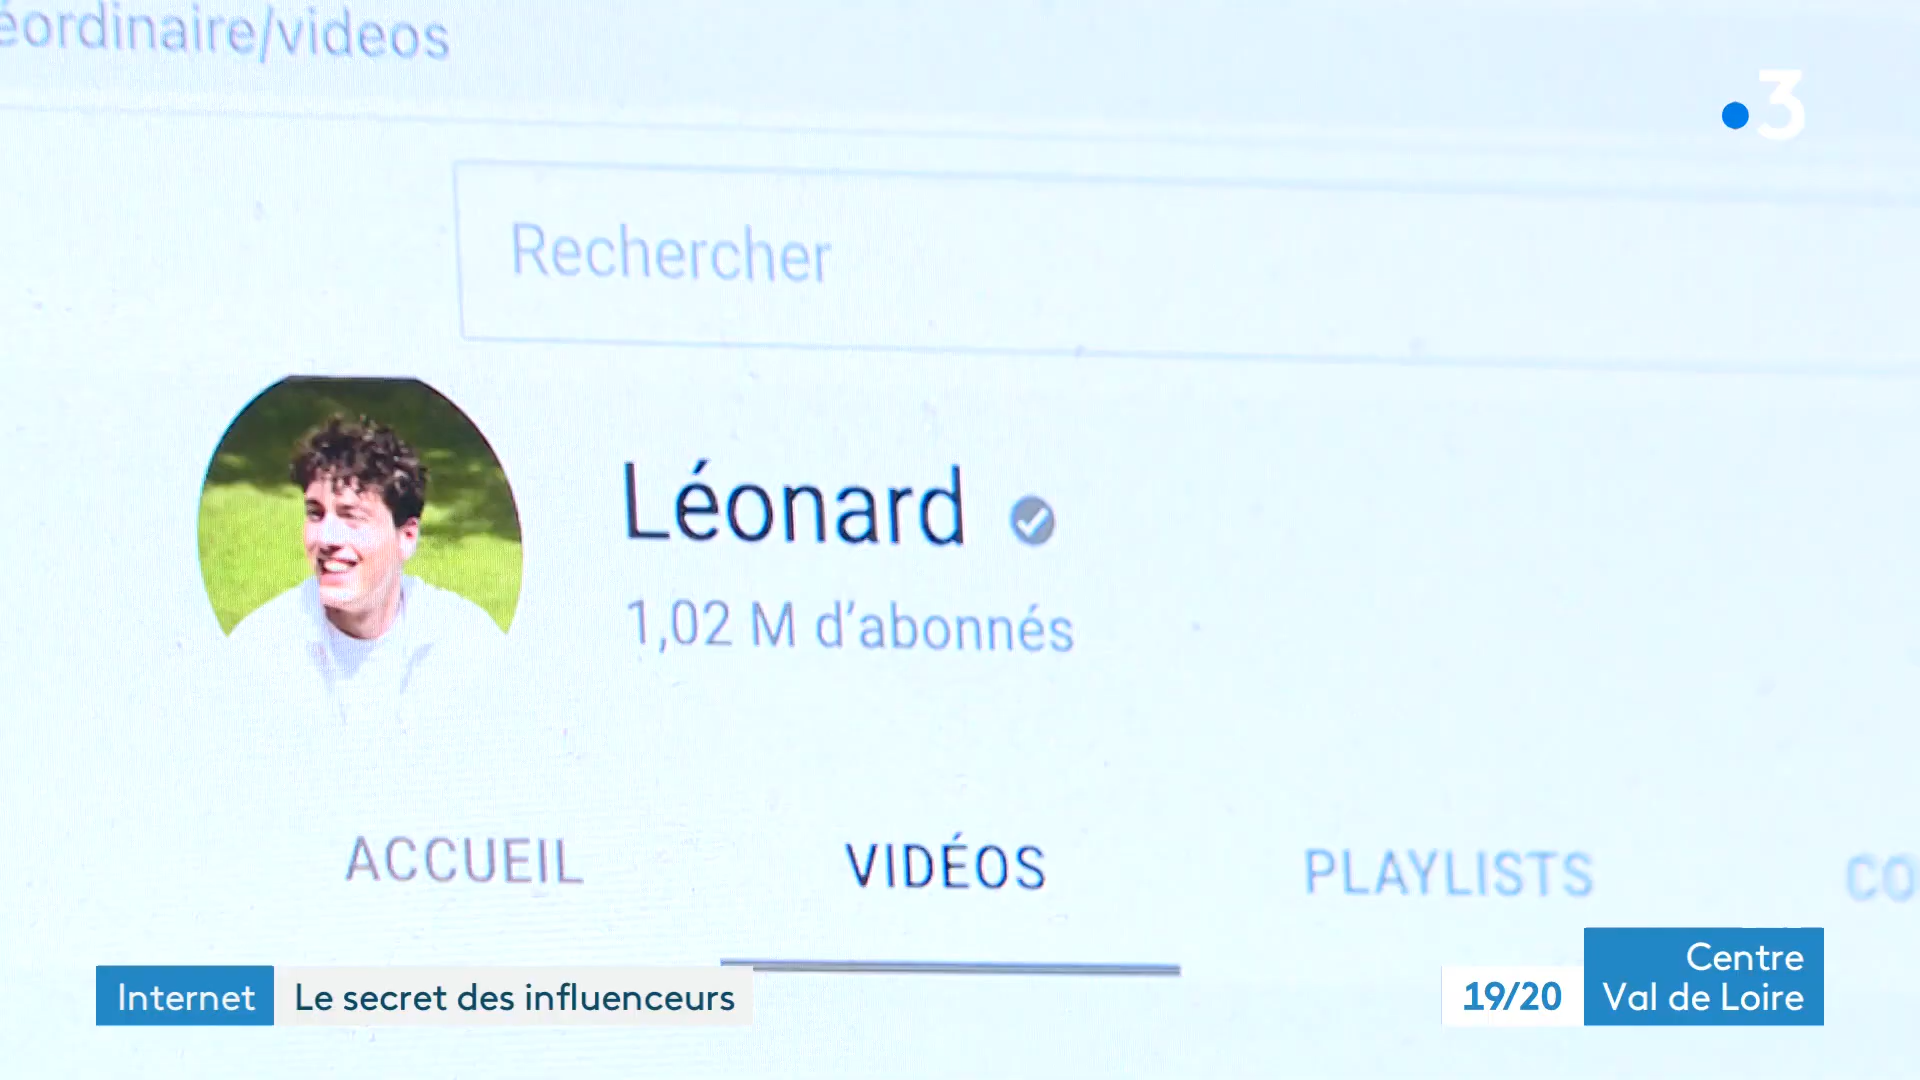 éordinaire/videos
3
Rechercher
Léonard
1,02 M d'abonnés
ACCUEIL
VIDÉOS
PLAYLISTS
CO
Internet
Le secret des influenceurs
19/20
Centre
Val de Loire